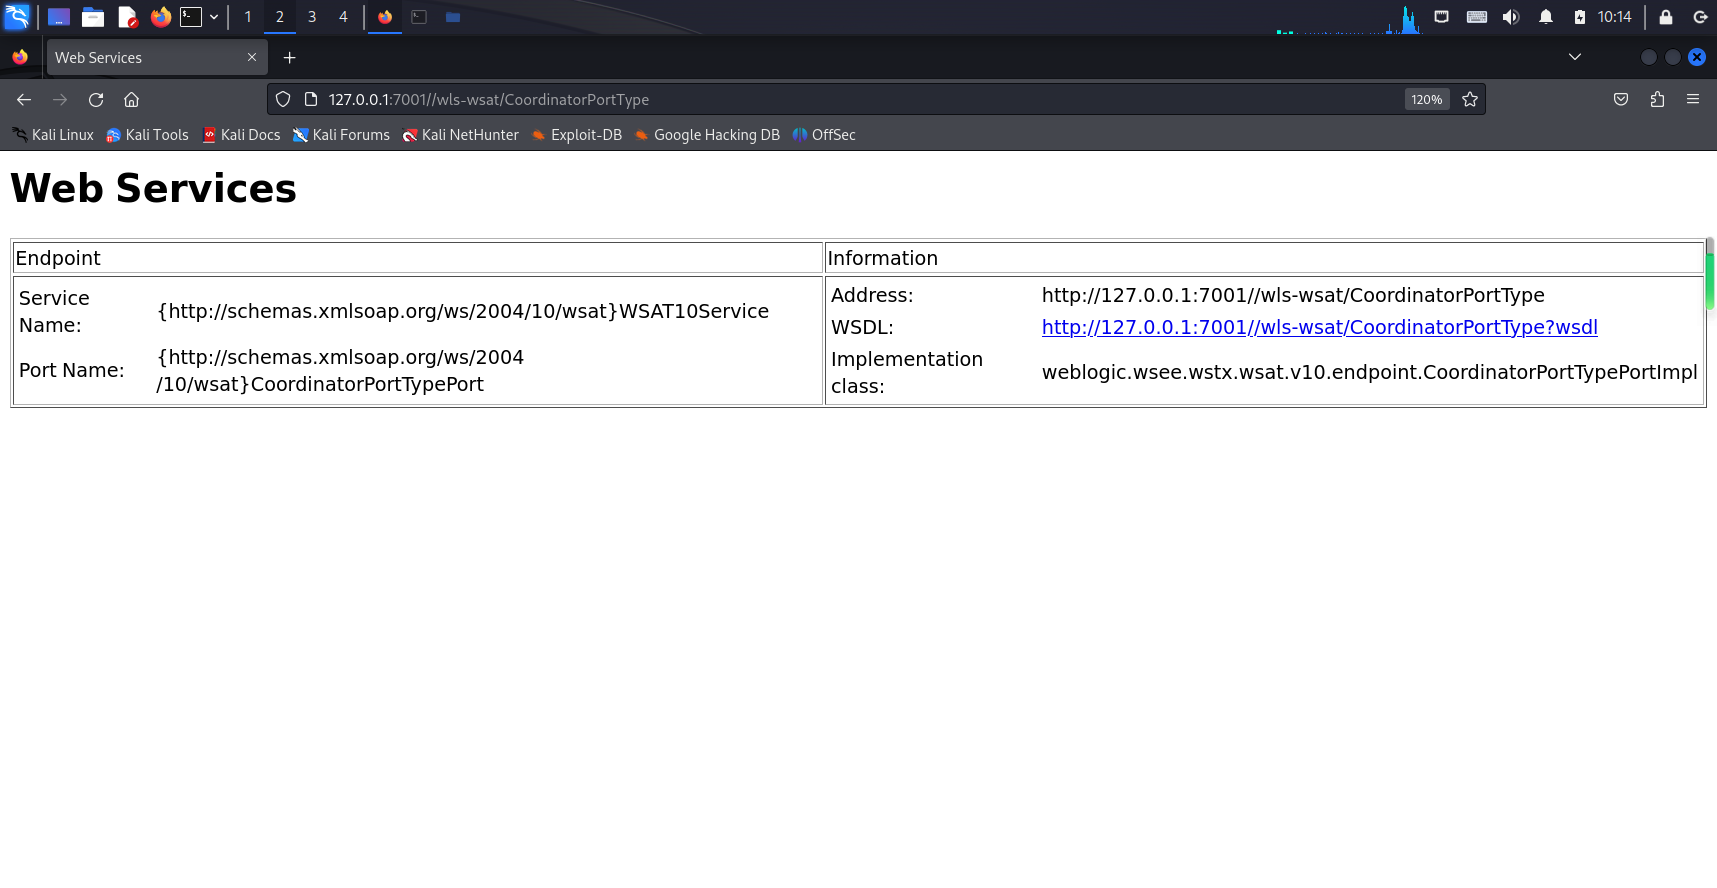 1 2 3 4 10:14
Web Services
127.0.0.1:7001//wls-wsat/CoordinatorPortType 120%
Kali Linux Kali Tools Kali Docs Kali Forums Kali NetHunter Exploit-DB Google Hacking DB OffSec
Web Services
Endpoint Information
Service
Name:
{http://schemas.xmlsoap.org/ws/2004/10/wsat}WSAT10Service
Port Name:
{http://schemas.xmlsoap.org/ws/2004
/10/wsat}CoordinatorPortTypePort
Address: http://127.0.0.1:7001//wls-wsat/CoordinatorPortType
WSDL: http://127.0.0.1:7001//wls-wsat/CoordinatorPortType?wsdl
Implementation
class:
weblogic.wsee.wstx.wsat.v10.endpoint.CoordinatorPortTypePortImpl